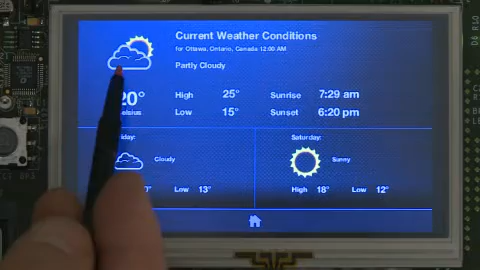 Current Weather Conditions
for Ottawa, Ontario, Canada 12:00 AM
Partly Cloudy
20° High 25° Sunrise 7:29 am
Low 15° Sunset 6:20 pm
Saturday:
Cloudy Sunny
Low 13° High 18° Low 12°